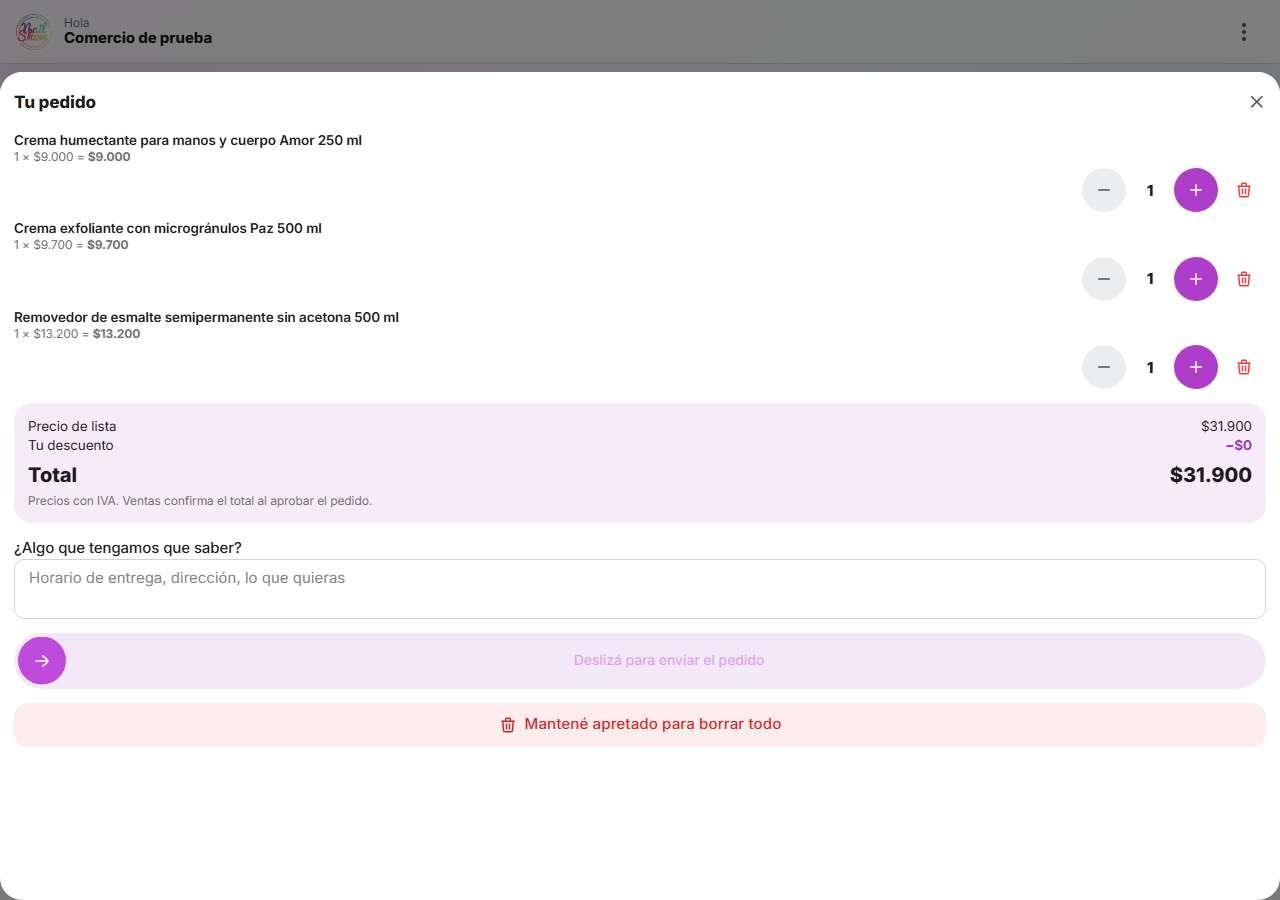 Nail Show
Hola
Comercio de prueba
Tu pedido
Crema humectante para manos y cuerpo Amor 250 ml
1 × $9.000 = $9.000
− 1 +
Crema exfoliante con microgránulos Paz 500 ml
1 × $9.700 = $9.700
− 1 +
Removedor de esmalte semipermanente sin acetona 500 ml
1 × $13.200 = $13.200
− 1 +
Precio de lista $31.900
Tu descuento −$0
Total $31.900
Precios con IVA. Ventas confirma el total al aprobar el pedido.
¿Algo que tengamos que saber?
Horario de entrega, dirección, lo que quieras
Deslizá para enviar el pedido
Mantené apretado para borrar todo